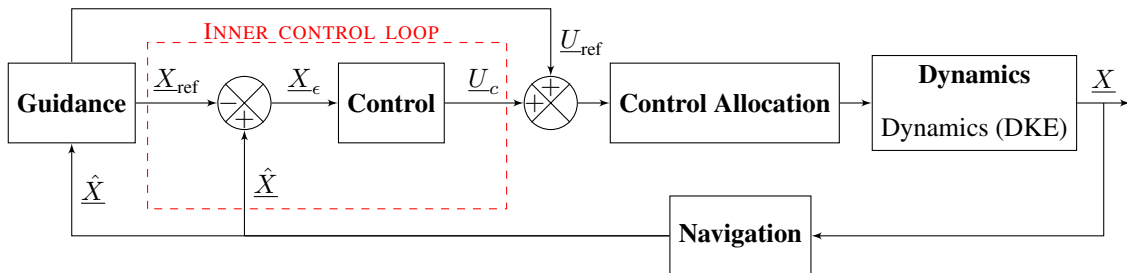 INNER CONTROL LOOP
U_ref
Guidance
X_ref
−
+
X_ϵ
Control
U_c
+
+
Control Allocation
Dynamics
Dynamics (DKE)
X
X̂
X̂
Navigation